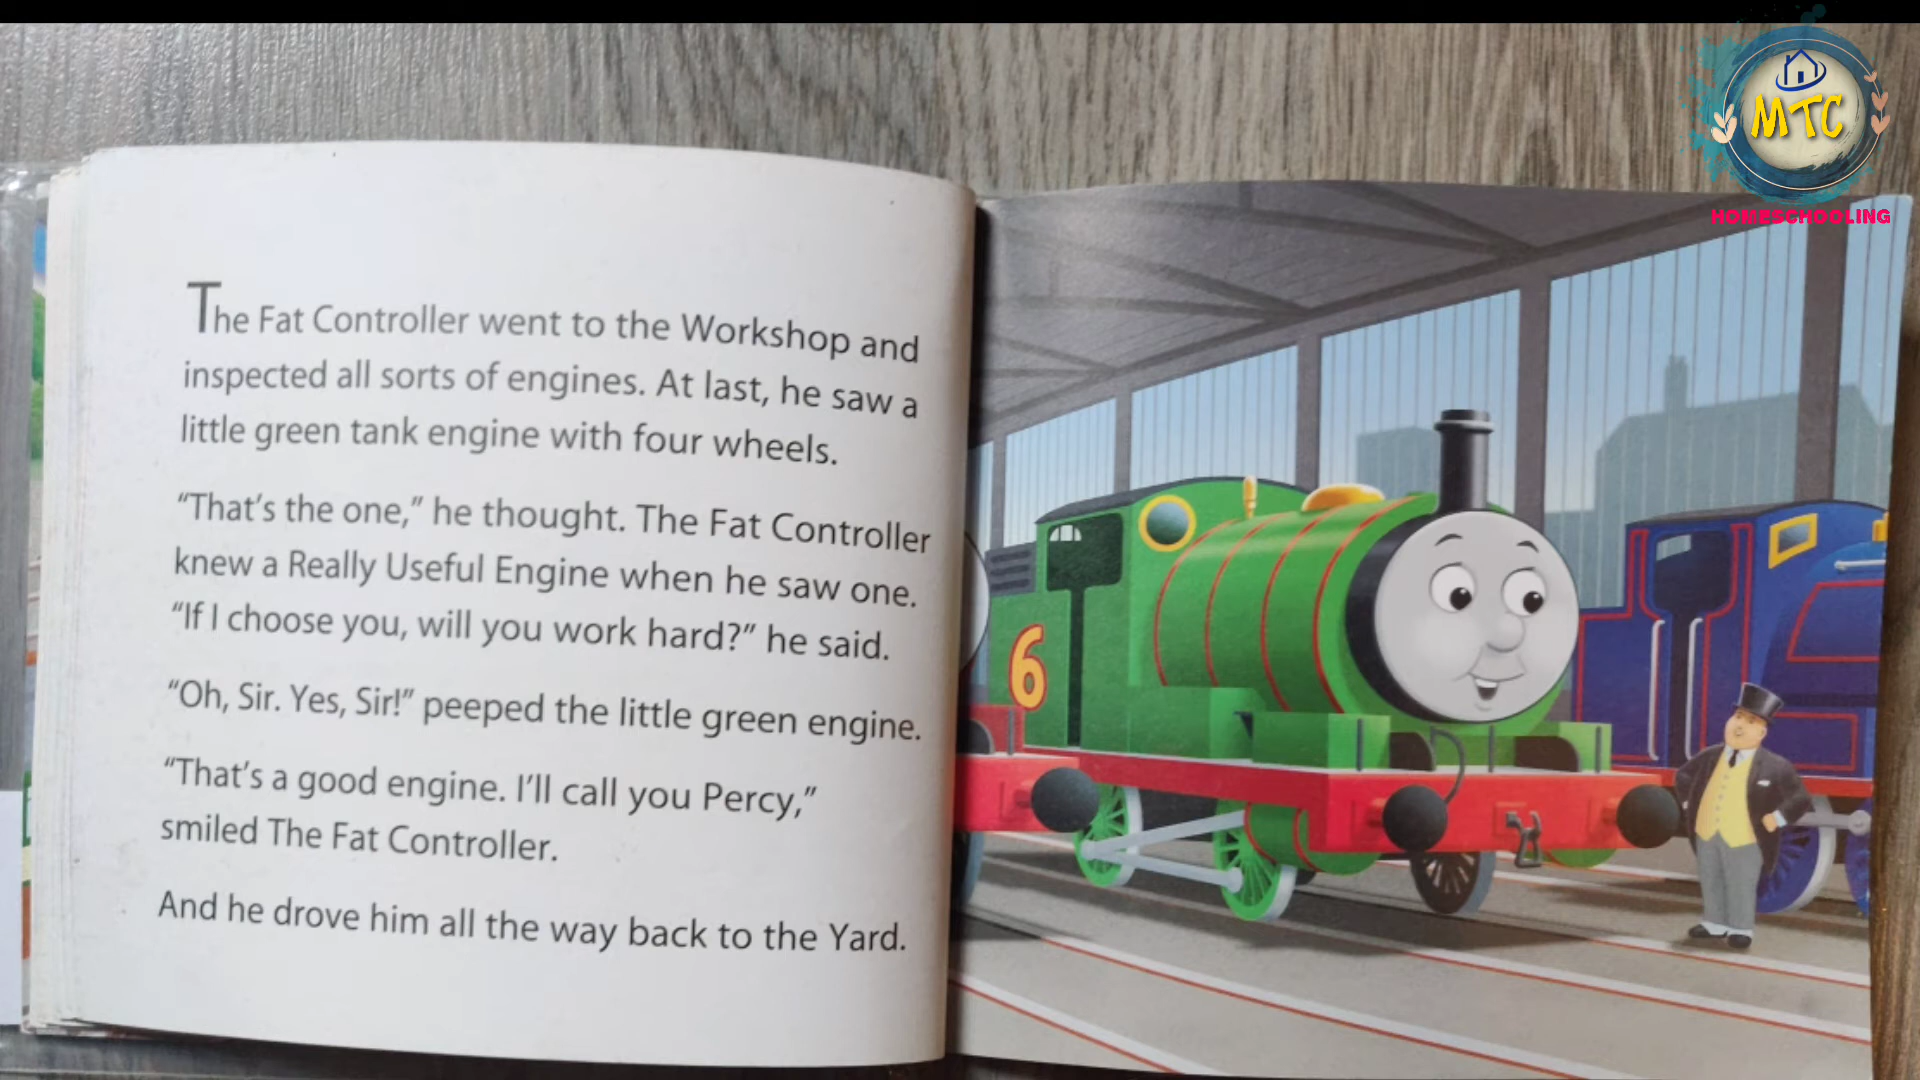 MTC
HOMESCHOOLING
The Fat Controller went to the Workshop and
inspected all sorts of engines. At last, he saw a
little green tank engine with four wheels.
“That’s the one,” he thought. The Fat Controller
knew a Really Useful Engine when he saw one.
“If I choose you, will you work hard?” he said.
“Oh, Sir. Yes, Sir!” peeped the little green engine.
“That’s a good engine. I’ll call you Percy,”
smiled The Fat Controller.
And he drove him all the way back to the Yard.
6